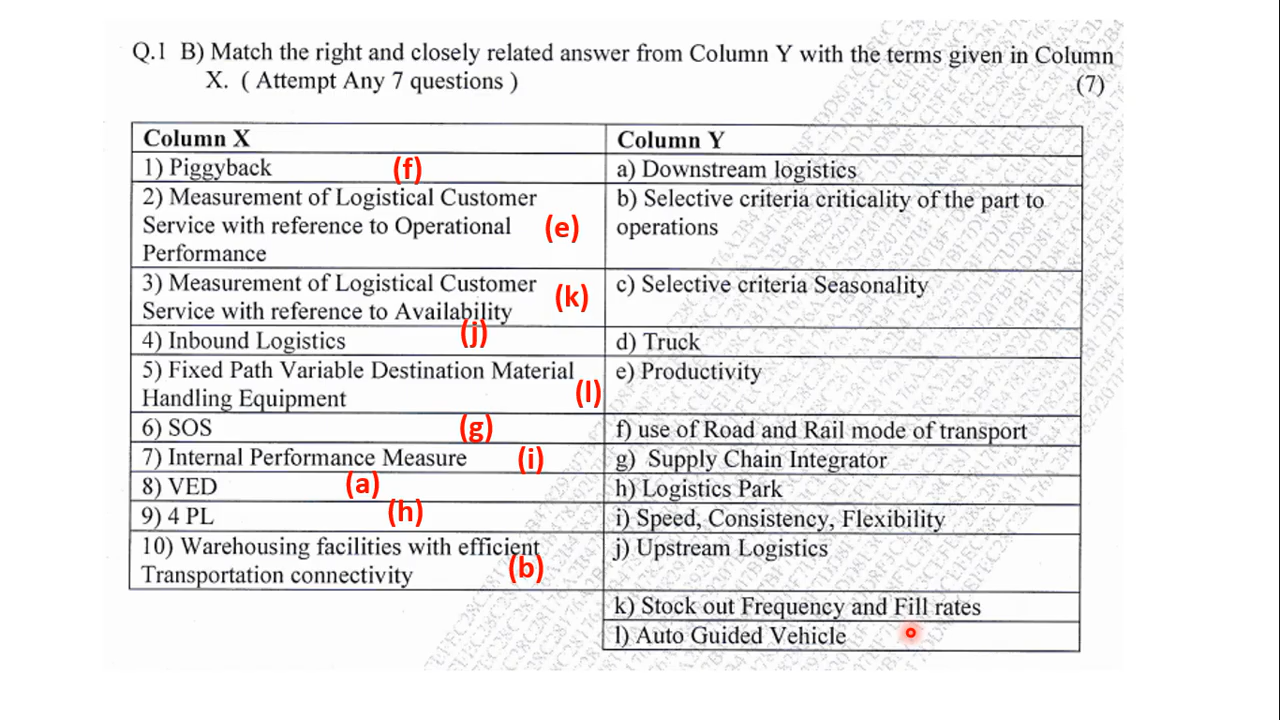 Q.1 B) Match the right and closely related answer from Column Y with the terms given in Column
X. ( Attempt Any 7 questions )
(7)
Column X
Column Y
1) Piggyback
(f)
a) Downstream logistics
2) Measurement of Logistical Customer
Service with reference to Operational
Performance
(e)
b) Selective criteria criticality of the part to
operations
3) Measurement of Logistical Customer
Service with reference to Availability
(k)
c) Selective criteria Seasonality
4) Inbound Logistics
(j)
d) Truck
5) Fixed Path Variable Destination Material
Handling Equipment
(l)
e) Productivity
6) SOS
(g)
f) use of Road and Rail mode of transport
7) Internal Performance Measure
(i)
g) Supply Chain Integrator
8) VED
(a)
h) Logistics Park
9) 4 PL
(h)
i) Speed, Consistency, Flexibility
10) Warehousing facilities with efficient
Transportation connectivity
(b)
j) Upstream Logistics
k) Stock out Frequency and Fill rates
l) Auto Guided Vehicle